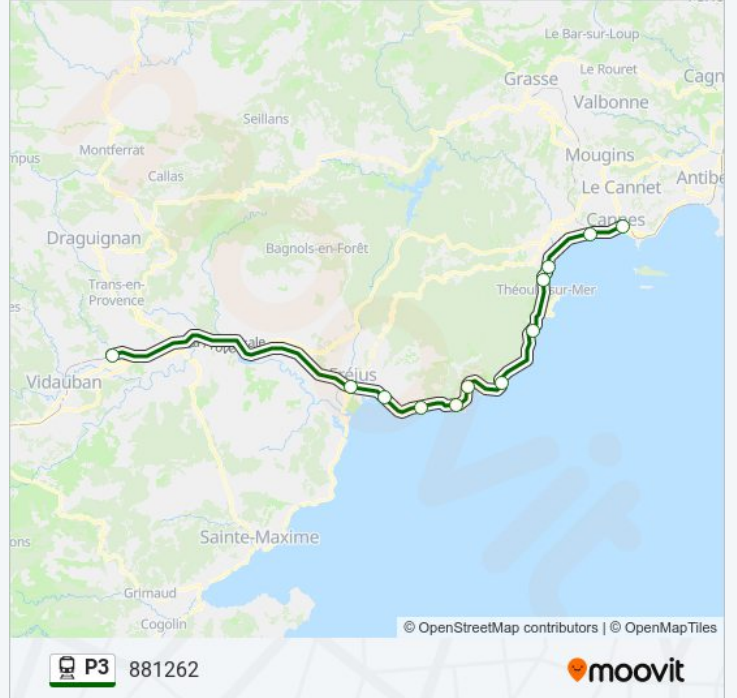 Le Bar-sur-Loup
Grasse
Le Rouret
Cagn
Valbonne
Seillans
mpus
Montferrat
Mougins
Callas
Le Cannet
Antibe
Cannes
Draguignan
Bagnols-en-Forêt
Trans-en-
Provence
es
Théoule-sur-Mer
Vidauban
Fréjus
Sainte-Maxime
ons
Grimaud
Cogolin
© OpenStreetMap contributors | © OpenMapTiles
P3 881262
moovit